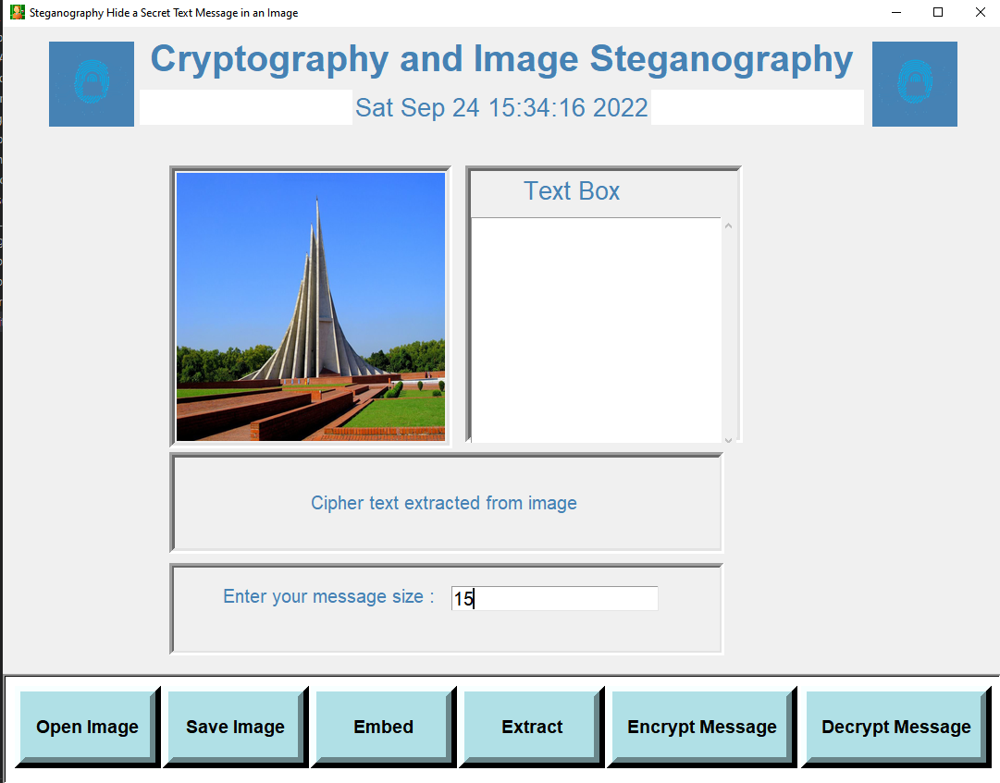 Steganography Hide a Secret Text Message in an Image
Cryptography and Image Steganography
Sat Sep 24 15:34:16 2022
Text Box
Cipher text extracted from image
Enter your message size : 15
Open Image Save Image Embed Extract Encrypt Message Decrypt Message